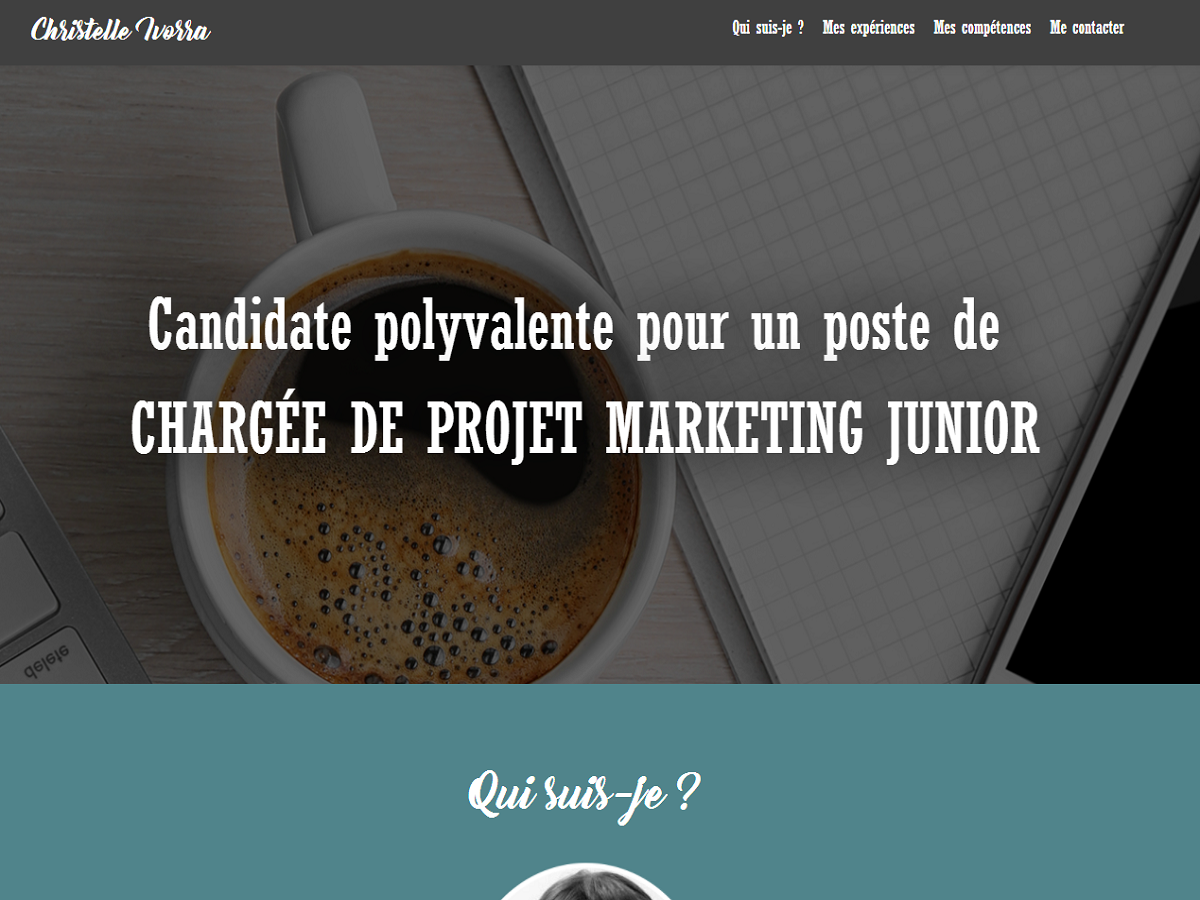 Christelle Ivorra
Qui suis-je ? Mes expériences Mes compétences Me contacter
Candidate polyvalente pour un poste de
CHARGÉE DE PROJET MARKETING JUNIOR
delete
Qui suis-je ?